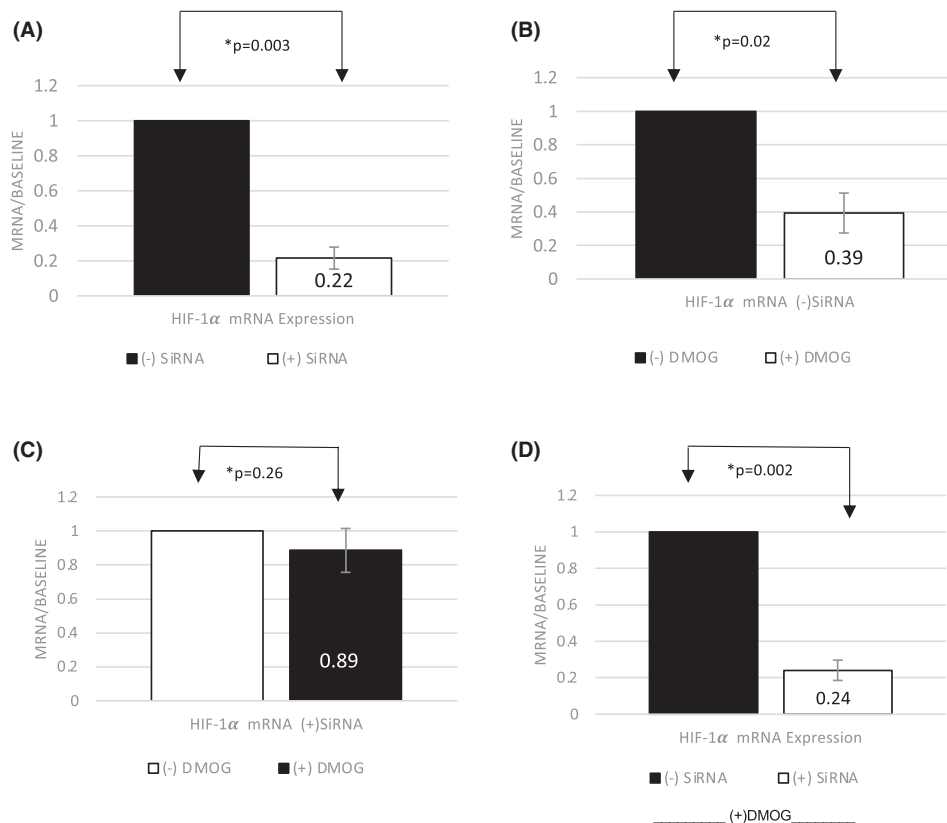 (A)
*p=0.003
1.2
1
0.8
0.6
0.4
0.2
0
MRNA/BASELINE
0.22
HIF-1α mRNA Expression
(-) SiRNA (+) SiRNA
(B)
*p=0.02
1.2
1
0.8
0.6
0.4
0.2
0
MRNA/BASELINE
0.39
HIF-1α mRNA (-)SiRNA
(-) DMOG (+) DMOG
(C)
*p=0.26
1.2
1
0.8
0.6
0.4
0.2
0
MRNA/BASELINE
0.89
HIF-1α mRNA (+)SiRNA
(-) DMOG (+) DMOG
(D)
*p=0.002
1.2
1
0.8
0.6
0.4
0.2
0
MRNA/BASELINE
0.24
HIF-1α mRNA Expression
(-) SiRNA (+) SiRNA
(+)DMOG